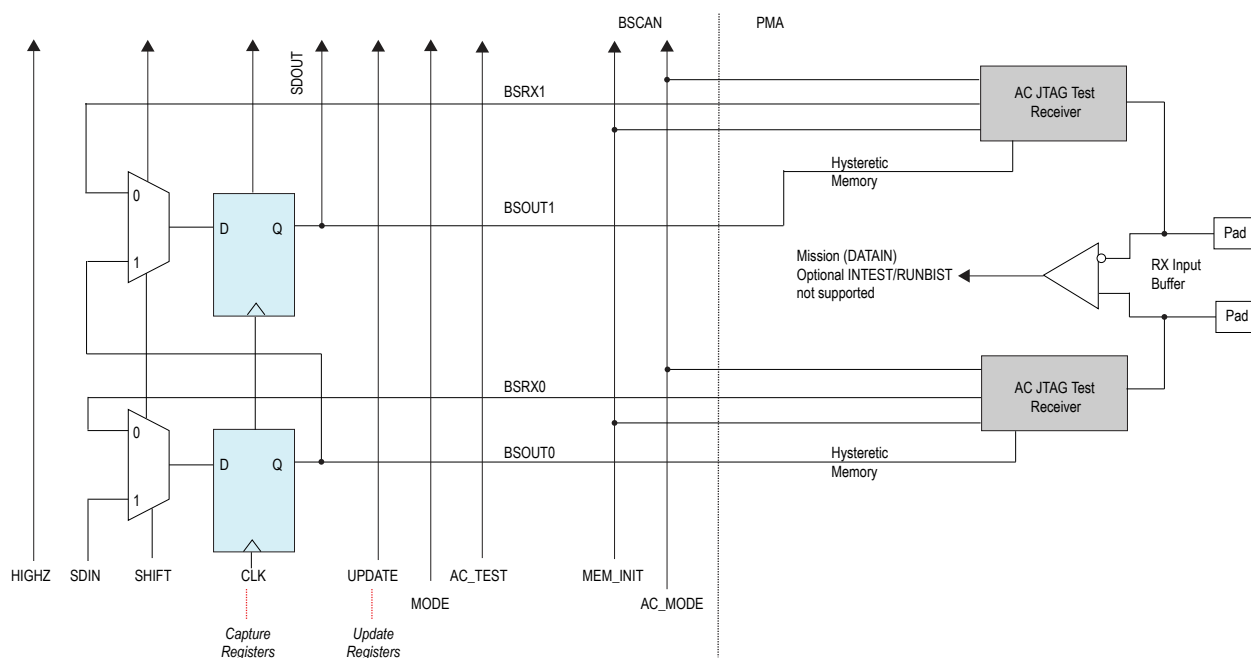 BSCAN
PMA
SDOUT
BSRX1
AC JTAG Test
Receiver
0
Hysteretic
Memory
D
Q
BSOUT1
1
Pad
Mission (DATAIN)
Optional INTEST/RUNBIST
not supported
RX Input
Buffer
Pad
BSRX0
AC JTAG Test
Receiver
0
D
Q
BSOUT0
Hysteretic
Memory
1
HIGHZ
SDIN
SHIFT
CLK
UPDATE
AC_TEST
MEM_INIT
MODE
AC_MODE
Capture
Registers
Update
Registers